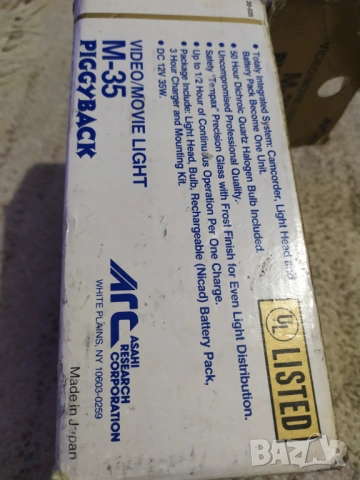 30-035
VIDEO/MOVIE LIGHT
M-35
PIGGYBACK
• Totally Integrated System: Camcorder, Light Head and
Battery Pack Become One Unit.
• 50 Hour Dichroic Quartz Halogen Bulb Included.
• Uncompromised Professional Quality.
• Safety "Tempax" Precision Glass with Frost Finish for Even Light Distribution.
• Up to 1/2 Hour of Continuous Operation Per One Charge.
• Package Include: Light Head, Bulb, Rechargeable (Nicad) Battery Pack,
3 Hour Charger and Mounting Kit.
• DC 12V 35W.
UL LISTED
ARC ASAHI
RESEARCH
CORPORATION
WHITE PLAINS, NY 10603-0259
Made in Japan
BAZAR
bg